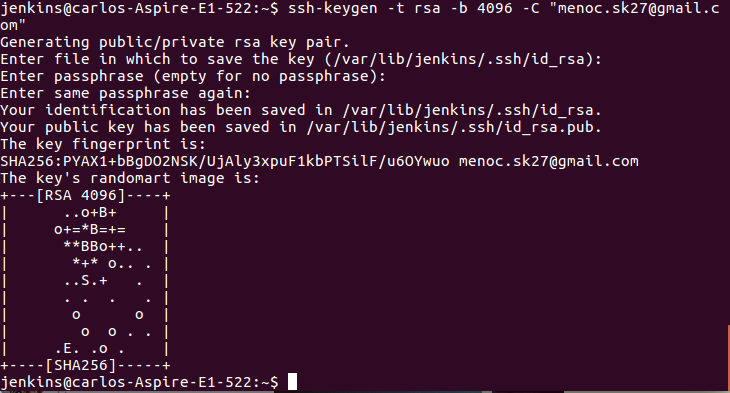 jenkins@carlos-Aspire-E1-522:~$ ssh-keygen -t rsa -b 4096 -C "menoc.sk27@gmail.c
om"
Generating public/private rsa key pair.
Enter file in which to save the key (/var/lib/jenkins/.ssh/id_rsa):
Enter passphrase (empty for no passphrase):
Enter same passphrase again:
Your identification has been saved in /var/lib/jenkins/.ssh/id_rsa.
Your public key has been saved in /var/lib/jenkins/.ssh/id_rsa.pub.
The key fingerprint is:
SHA256:PYAX1+bBgDO2NSK/UjAly3xpuF1kbPTSilF/u6OYwuo menoc.sk27@gmail.com
The key's randomart image is:
+---[RSA 4096]----+
|      ..o+B+     |
|     o+=*B=+=    |
|      **BBo++..  |
|       *+* o.. . |
|      ..S.+   .  |
|      . .  .   . |
|       o      o  |
|        o  o . . |
|     .E. .o .    |
+----[SHA256]-----+
jenkins@carlos-Aspire-E1-522:~$